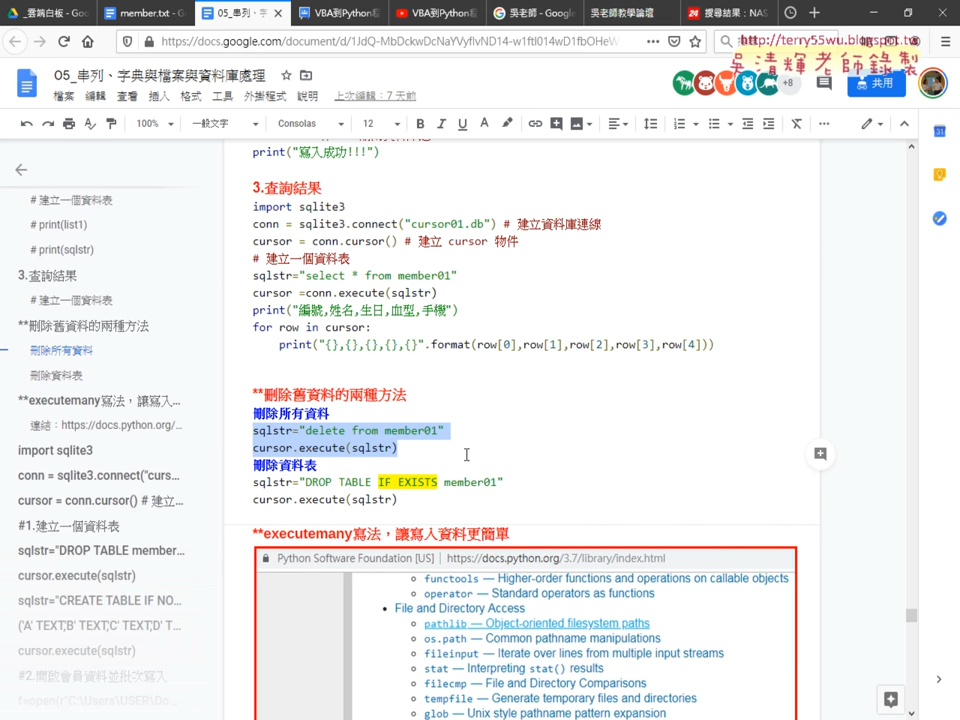 _雲端白板 - Go
member.txt - G
05_串列、字
VBA到Python
VBA到Python程
吳老師 - Google
吳老師教學論壇
搜尋結果：NAS
https://docs.google.com/document/d/1JdQ-MbDckwDcNaYVyflvND14-w1ftl014wD1fbOHeW
http://terry55wu.blogspot.tw
吳清輝老師錄製
05_串列、字典與檔案與資料庫處理
檔案 編輯 查看 插入 格式 工具 外掛程式 說明 上次編輯：7 天前
+8
共用
100% 一般文字 Consolas 12
# 建立一個資料表
# print(list1)
# print(sqlstr)
3.查詢結果
# 建立一個資料表
**刪除舊資料的兩種方法
刪除所有資料
刪除資料表
**executemany寫法，讓寫入...
連結：https://docs.python.org/...
import sqlite3
conn = sqlite3.connect("curs...
cursor = conn.cursor() # 建立...
#1.建立一個資料表
sqlstr="DROP TABLE member...
cursor.execute(sqlstr)
sqlstr="CREATE TABLE IF NO...
('A' TEXT,'B' TEXT,'C' TEXT,'D' T...
cursor.execute(sqlstr)
#2.開啟會員資料並批次寫入
f=open(r"C:\Users\USER\Do...
print("寫入成功!!!")
3.查詢結果
import sqlite3
conn = sqlite3.connect("cursor01.db") # 建立資料庫連線
cursor = conn.cursor() # 建立 cursor 物件
# 建立一個資料表
sqlstr="select * from member01"
cursor =conn.execute(sqlstr)
print("編號,姓名,生日,血型,手機")
for row in cursor:
print("{},{},{},{},{}".format(row[0],row[1],row[2],row[3],row[4]))
**刪除舊資料的兩種方法
刪除所有資料
sqlstr="delete from member01"
cursor.execute(sqlstr)
刪除資料表
sqlstr="DROP TABLE IF EXISTS member01"
cursor.execute(sqlstr)
**executemany寫法，讓寫入資料更簡單
Python Software Foundation [US] | https://docs.python.org/3.7/library/index.html
functools — Higher-order functions and operations on callable objects
operator — Standard operators as functions
File and Directory Access
pathlib — Object-oriented filesystem paths
os.path — Common pathname manipulations
fileinput — Iterate over lines from multiple input streams
stat — Interpreting stat() results
filecmp — File and Directory Comparisons
tempfile — Generate temporary files and directories
glob — Unix style pathname pattern expansion